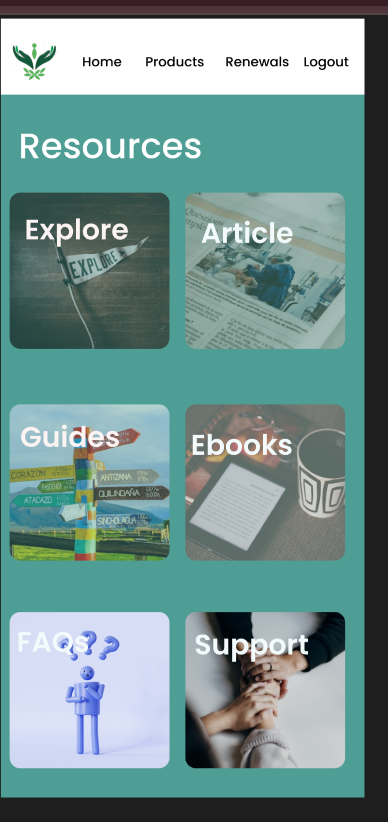 Home Products Renewals Logout
Resources
Explore
EXPLORE
Article
Guides
CORAZON
ANTIZANA
QUILINDAÑA
ATACAZO
SINCHOLAGUA
Ebooks
FAQs
Support